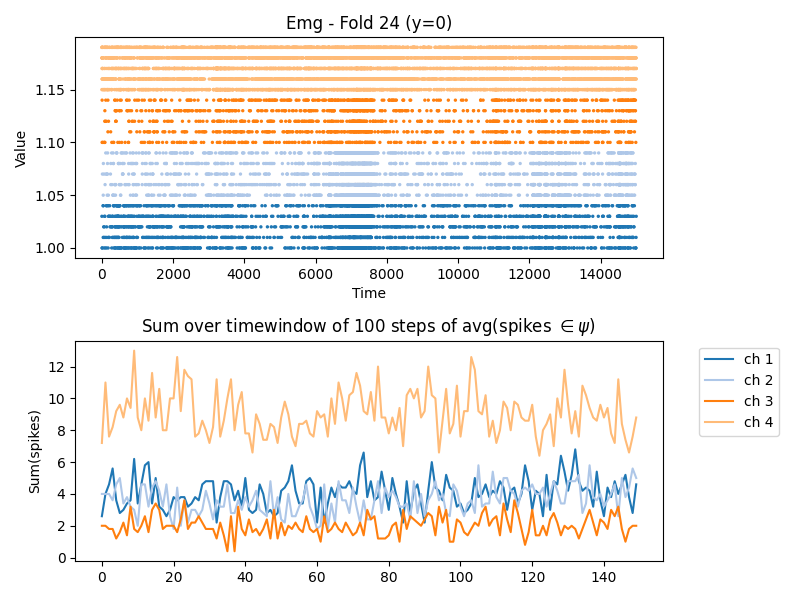 Emg - Fold 24 (y=0)
Value
1.15
1.10
1.05
1.00
0 2000 4000 6000 8000 10000 12000 14000
Time
Sum over timewindow of 100 steps of avg(spikes ∈ψ)
Sum(spikes)
12
10
8
6
4
2
0
0 20 40 60 80 100 120 140
ch 1
ch 2
ch 3
ch 4